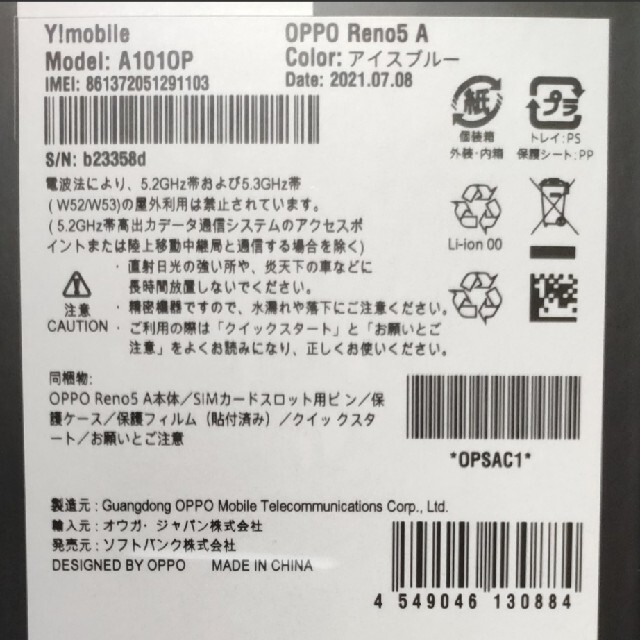 Y!mobile OPPO Reno5 A
Model: A101OP Color: アイスブルー
IMEI: 861372051291103 Date: 2021.07.08
S/N: b23358d
紙
個装箱
外装・内箱
プラ
トレイ:PS
保護シート:PP
電波法により、5.2GHz帯および5.3GHz帯
(W52/W53)の屋外利用は禁止されています。
(5.2GHz帯高出力データ通信システムのアクセスポ
イントまたは陸上移動中継局と通信する場合を除く)
Li-ion 00
注意
CAUTION
・直射日光の強い所や、炎天下の車などに
長時間放置しないでください。
・精密機器ですので、水濡れや落下にご注意ください。
・ご利用の際は「クイックスタート」と「お願いとご
注意」をよくお読みになり、正しくお使いください。
同梱物:
OPPO Reno5 A本体／SIMカードスロット用ピン／保
護ケース／保護フィルム（貼付済み）／クイックスタ
ート／お願いとご注意
*OPSAC1*
製造元：Guangdong OPPO Mobile Telecommunications Corp., Ltd.
輸入元：オウガ・ジャパン株式会社
発売元：ソフトバンク株式会社
DESIGNED BY OPPO MADE IN CHINA
4 549046 130884